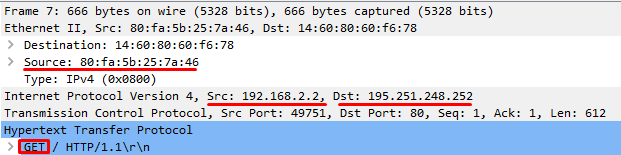 Frame 7: 666 bytes on wire (5328 bits), 666 bytes captured (5328 bits)
Ethernet II, Src: 80:fa:5b:25:7a:46, Dst: 14:60:80:60:f6:78
Destination: 14:60:80:60:f6:78
Source: 80:fa:5b:25:7a:46
Type: IPv4 (0x0800)
Internet Protocol Version 4, Src: 192.168.2.2, Dst: 195.251.248.252
Transmission Control Protocol, Src Port: 49751, Dst Port: 80, Seq: 1, Ack: 1, Len: 612
Hypertext Transfer Protocol
GET / HTTP/1.1\r\n